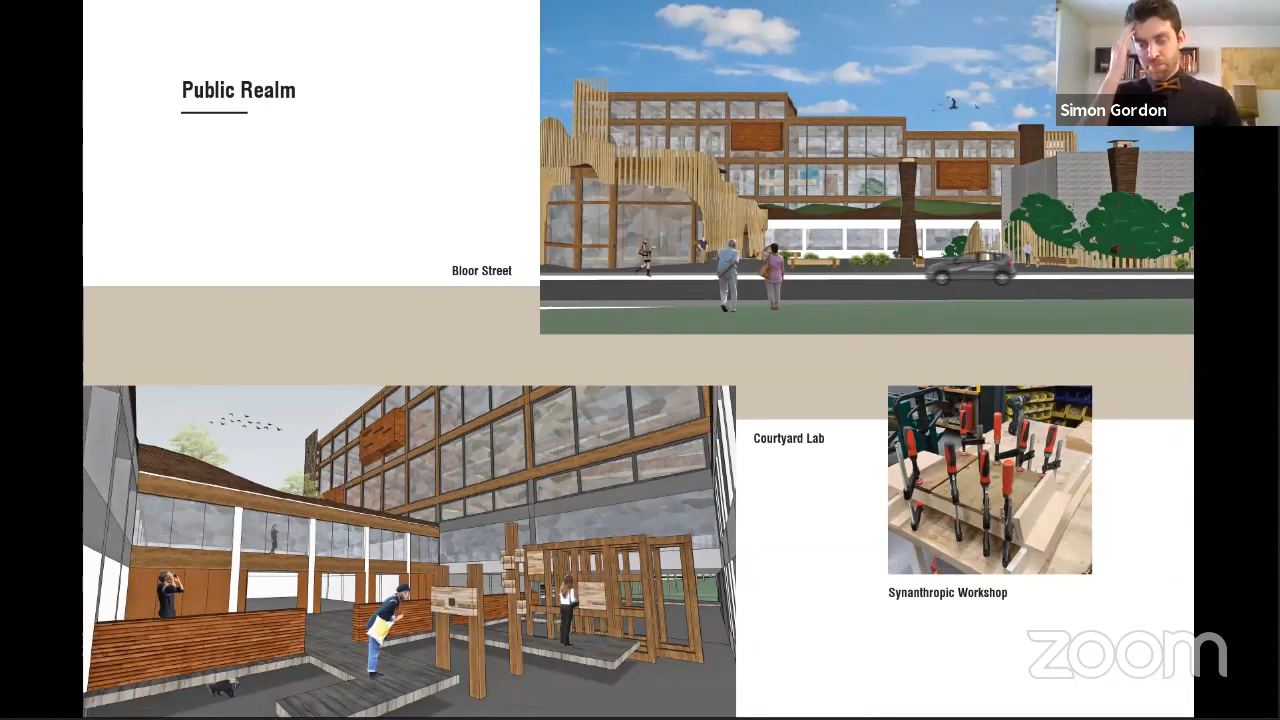 Public Realm
Simon Gordon
Bloor Street
Courtyard Lab
Synanthropic Workshop
zoom